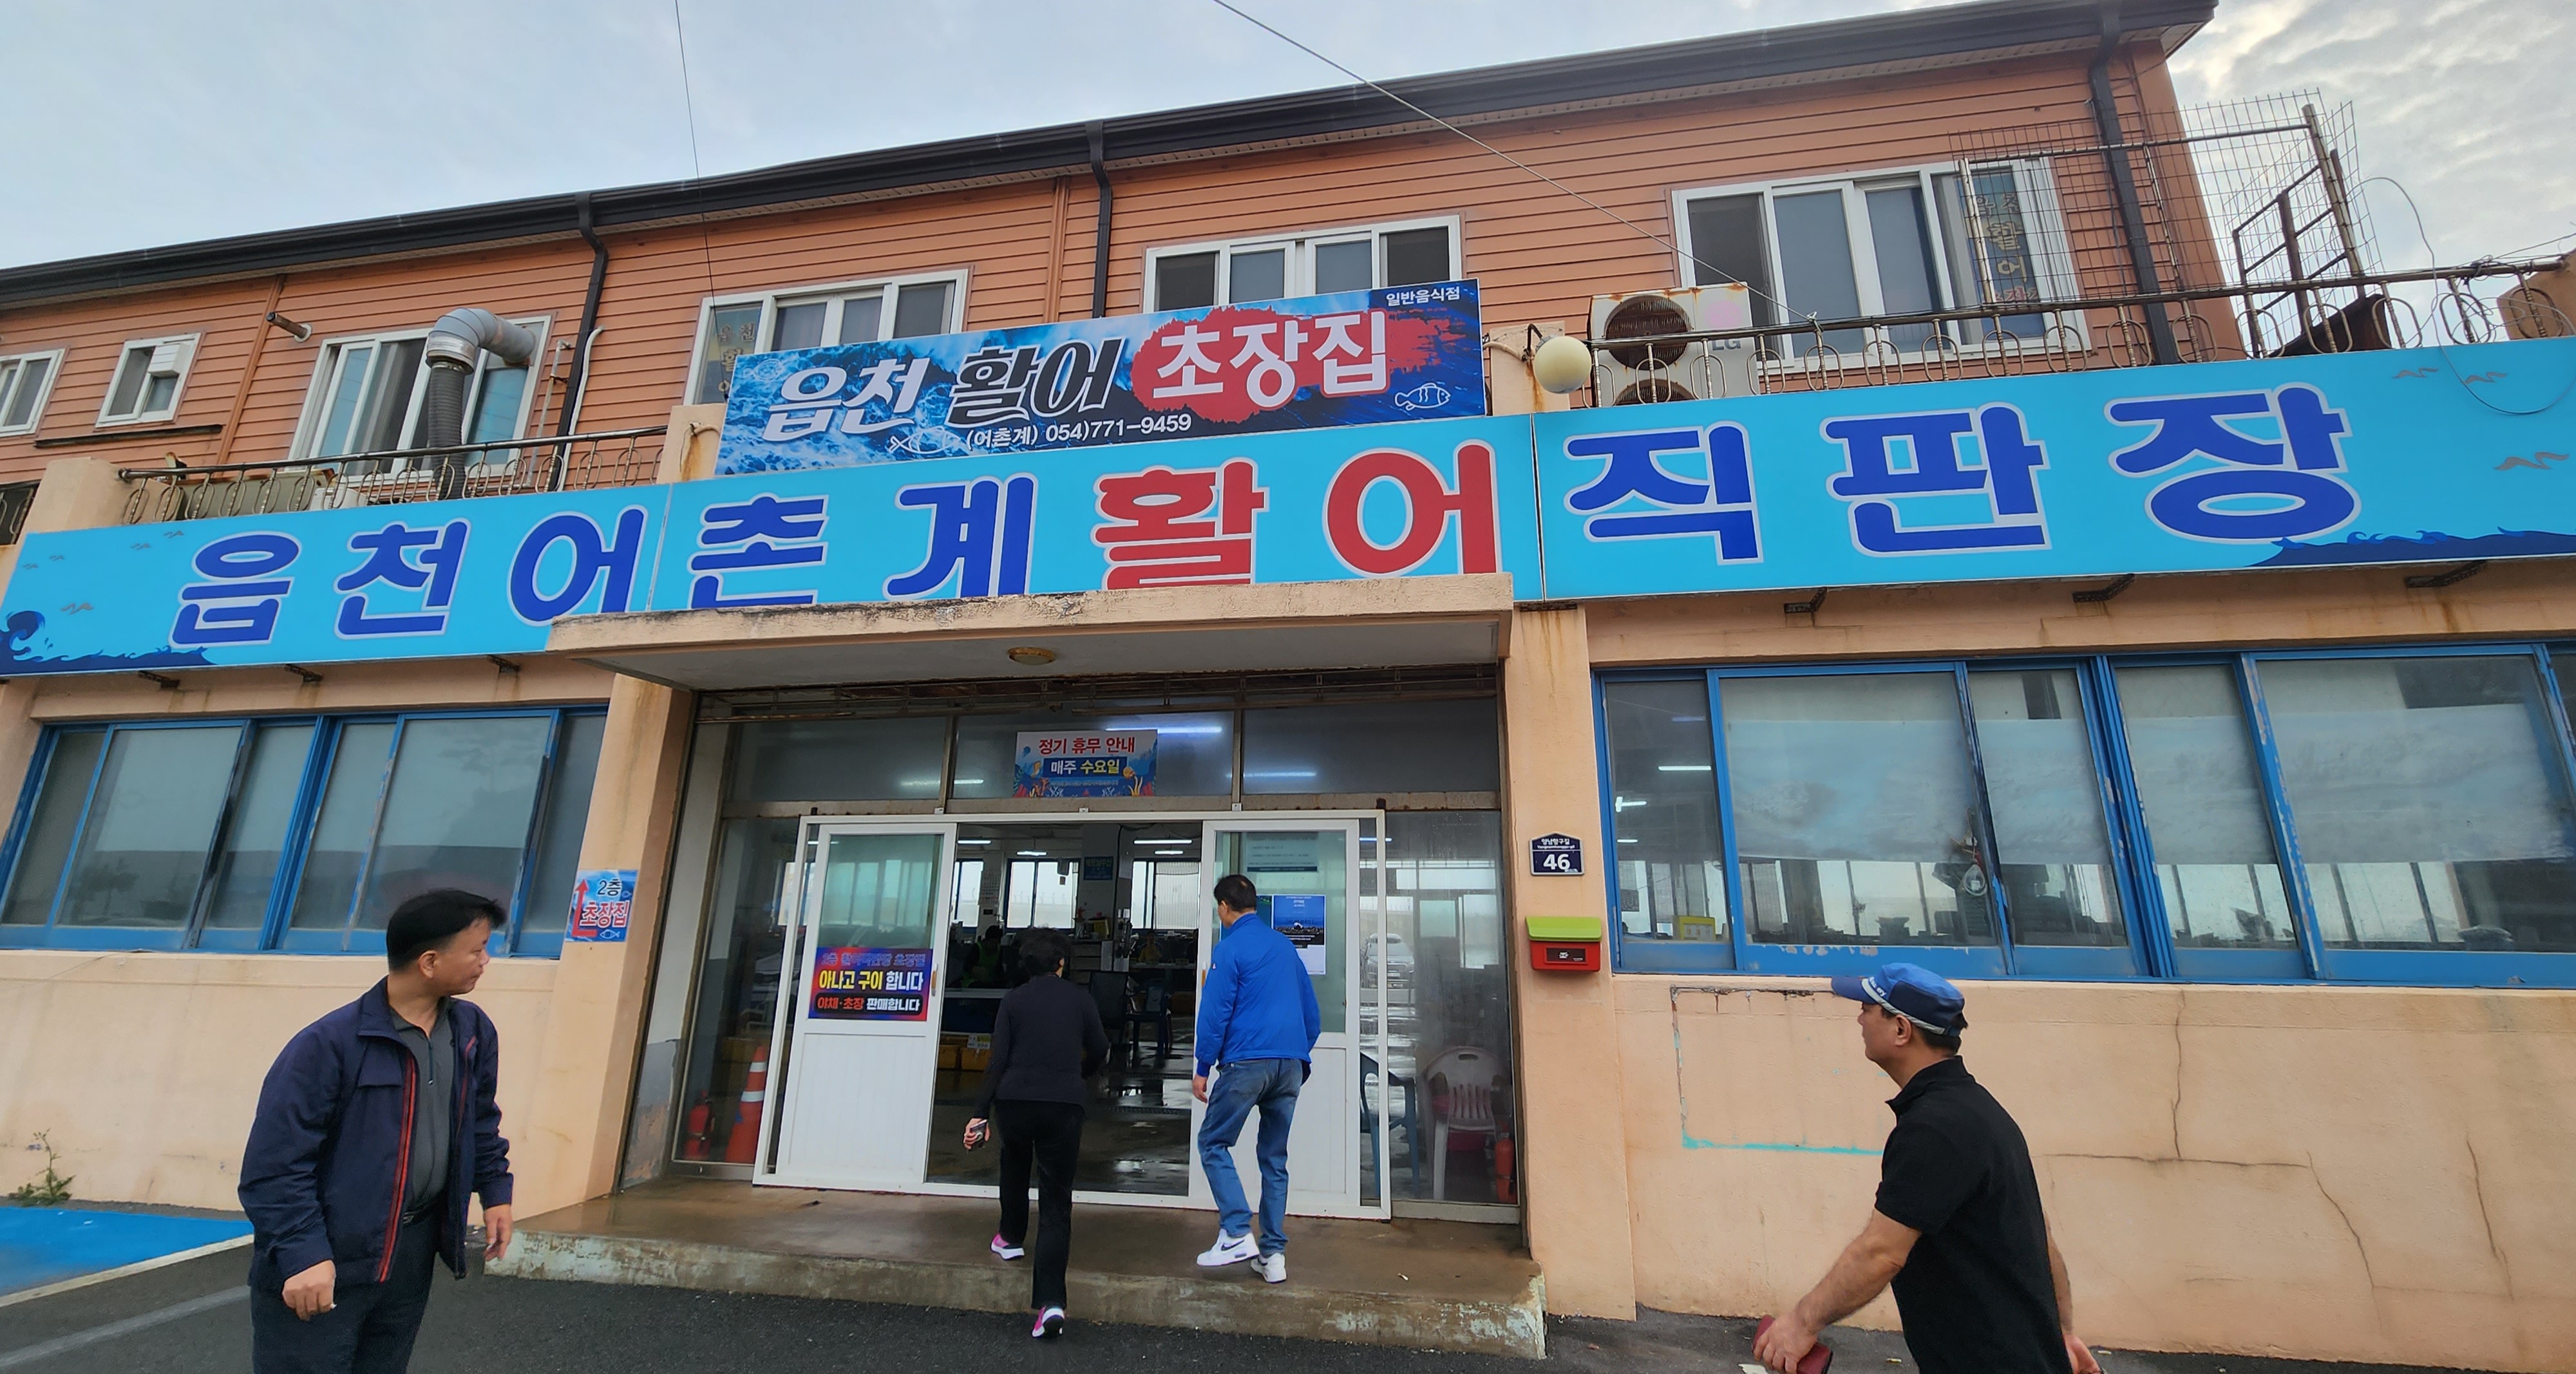 일반음식점
읍천 활어 초장집
(어촌계) 054)771-9459
읍천어촌계활어직판장
정기 휴무 안내
매주 수요일
46
2층
초장집
아나고 구이 합니다
야채·초장 판매합니다
LG